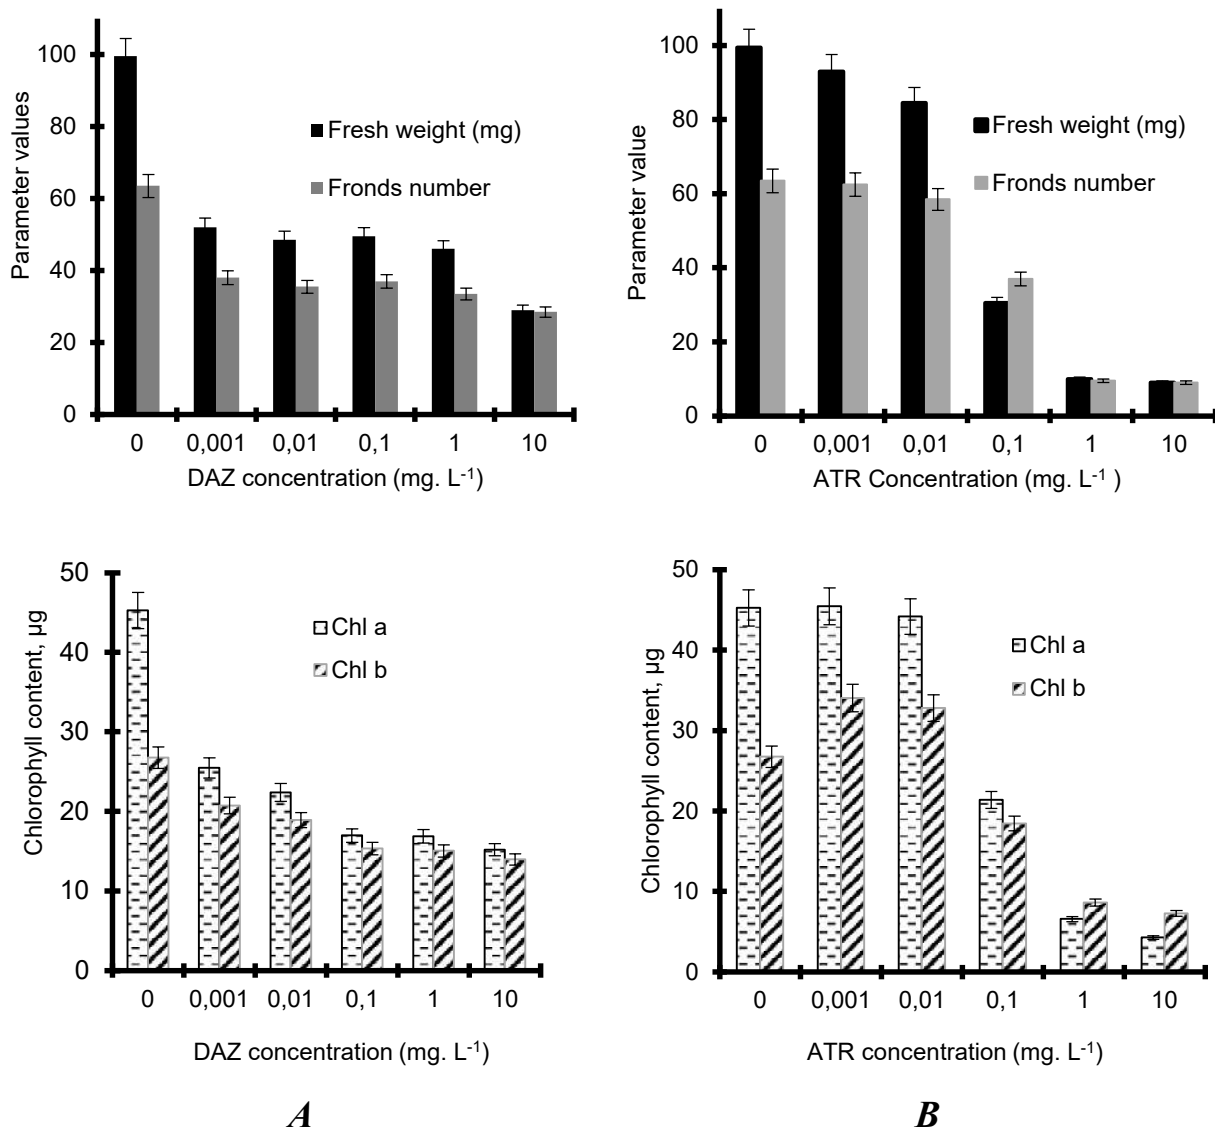 Parameter values
100
80
60
40
20
0
Fresh weight (mg)
Fronds number
0 0,001 0,01 0,1 1 10
DAZ concentration (mg. L-1)
Parameter value
100
80
60
40
20
0
Fresh weight (mg)
Fronds number
0 0,001 0,01 0,1 1 10
ATR Concentration (mg. L-1 )
Chlorophyll content, µg
50
40
30
20
10
0
Chl a
Chl b
0 0,001 0,01 0,1 1 10
DAZ concentration (mg. L-1)
A
Chlorophyll content, µg
50
40
30
20
10
0
Chl a
Chl b
0 0,001 0,01 0,1 1 10
ATR concentration (mg. L-1)
B